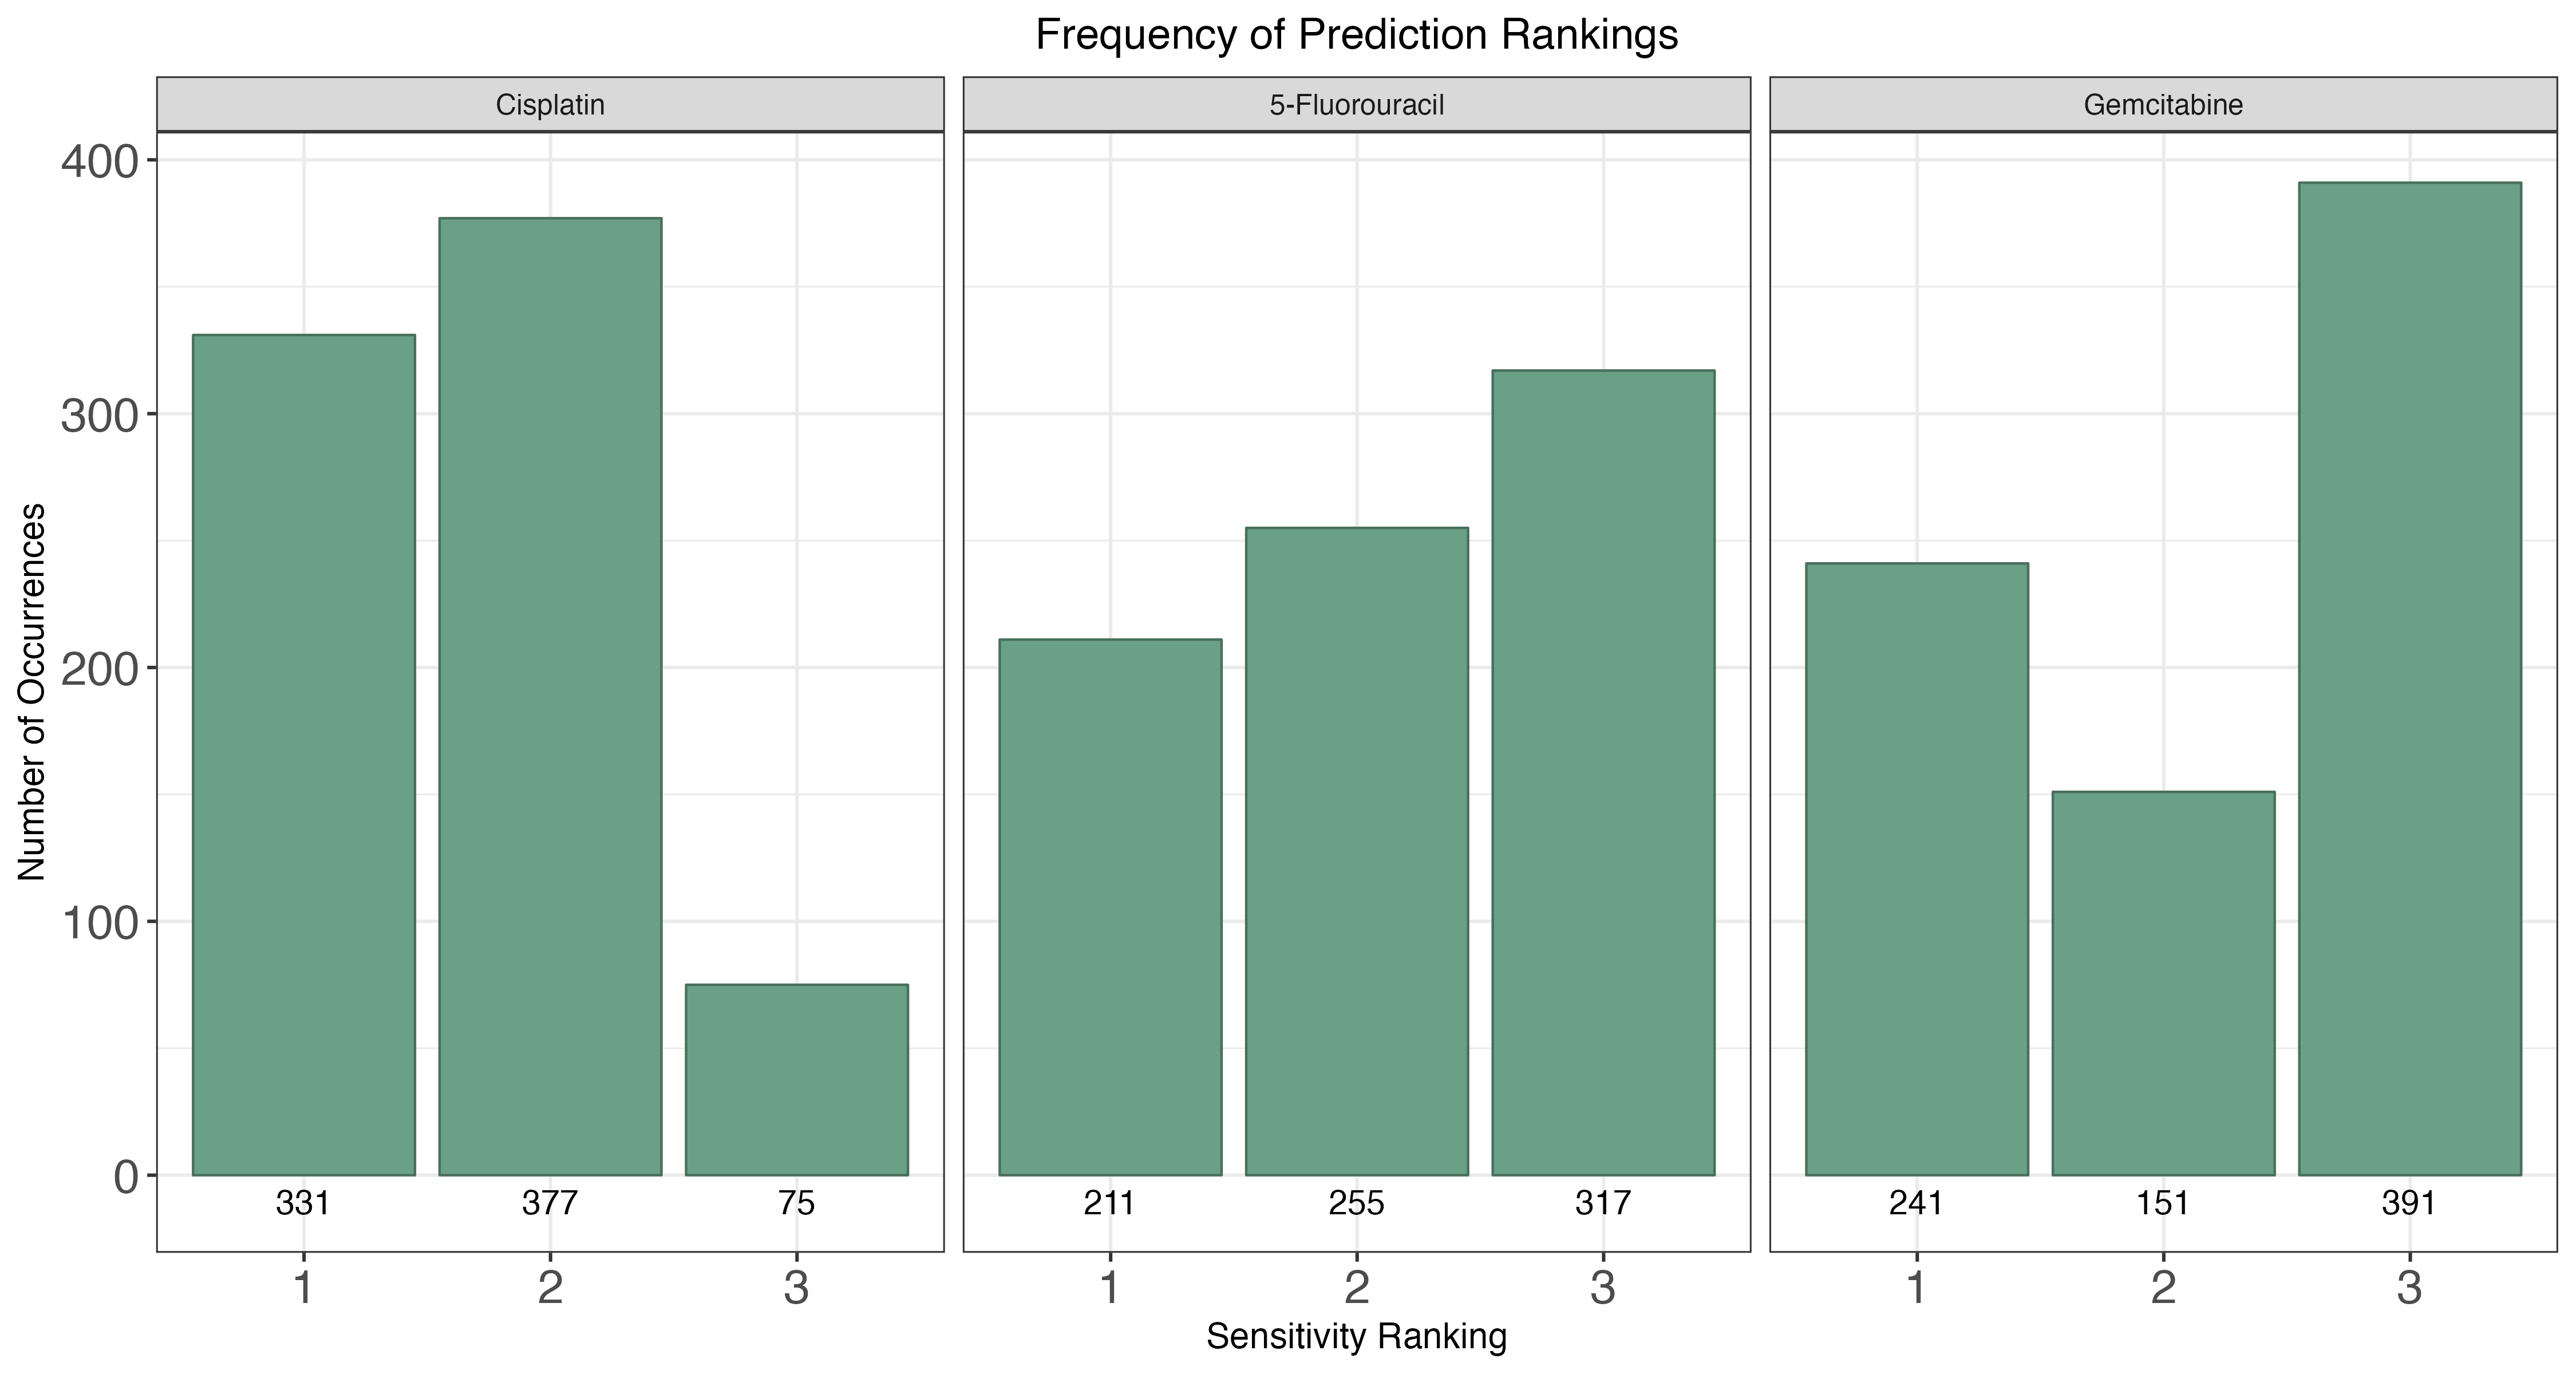 Frequency of Prediction Rankings
Cisplatin
5-Fluorouracil
Gemcitabine
Number of Occurrences
400
300
200
100
0
331 377 75
211 255 317
241 151 391
1 2 3
1 2 3
1 2 3
Sensitivity Ranking